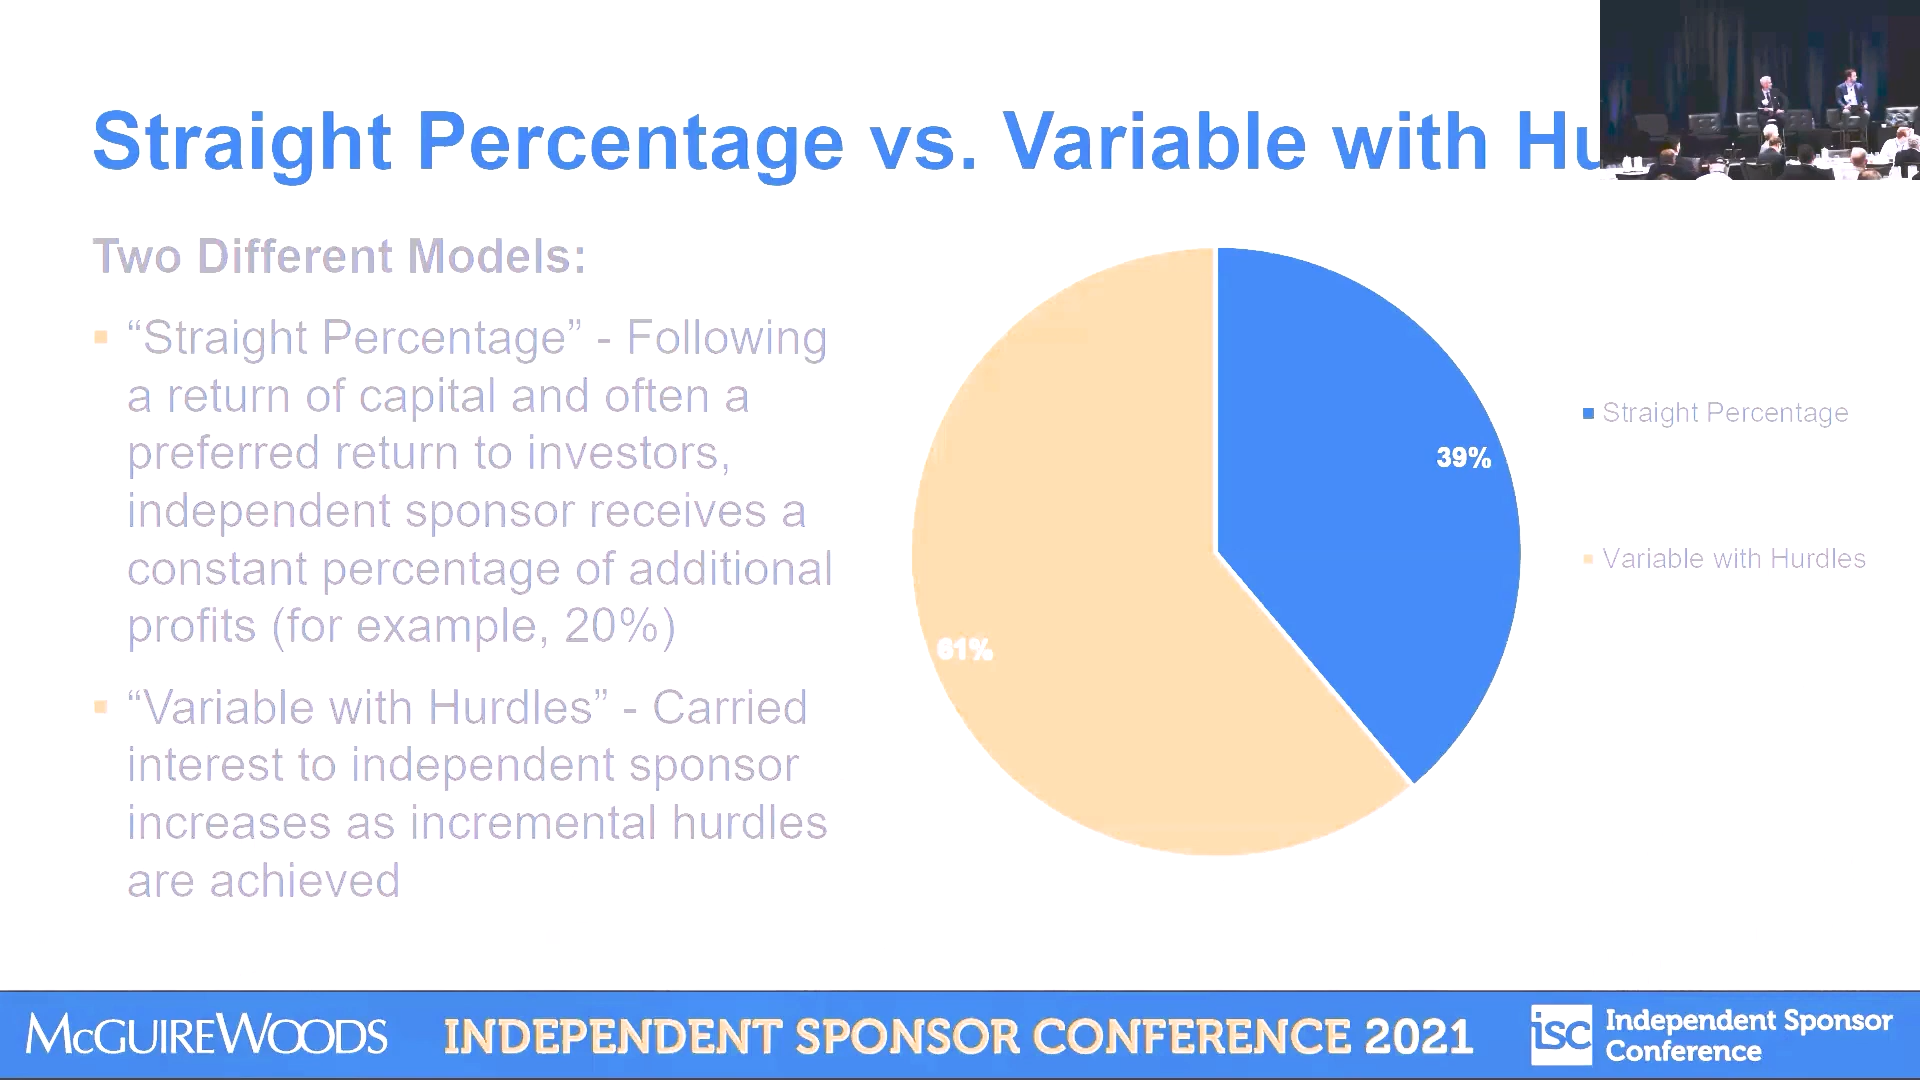 Straight Percentage vs. Variable with Hu
Two Different Models:
“Straight Percentage” - Following
a return of capital and often a
preferred return to investors,
independent sponsor receives a
constant percentage of additional
profits (for example, 20%)
“Variable with Hurdles” - Carried
interest to independent sponsor
increases as incremental hurdles
are achieved
39%
61%
Straight Percentage
Variable with Hurdles
McGUIREWOODS
INDEPENDENT SPONSOR CONFERENCE 2021
isc
Independent Sponsor
Conference